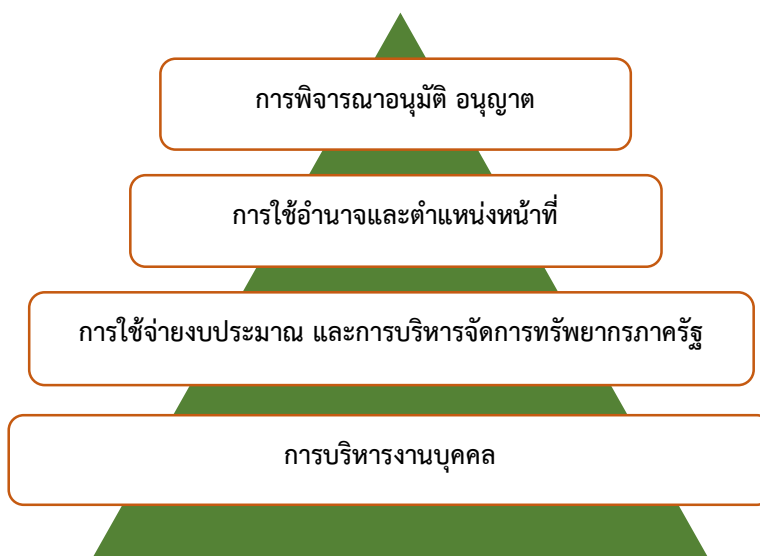 การพิจารณาอนุมัติ อนุญาต
การใช้อำนาจและตำแหน่งหน้าที่
การใช้จ่ายงบประมาณ และการบริหารจัดการทรัพยากรภาครัฐ
การบริหารงานบุคคล